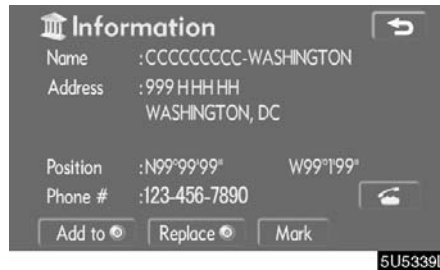 Information
Name :CCCCCCCCC-WASHINGTON
Address :999 H HH HH
WASHINGTON, DC
Position :N99°99'99" W99°1'99"
Phone # :123-456-7890
Add to Replace Mark
5U5339I